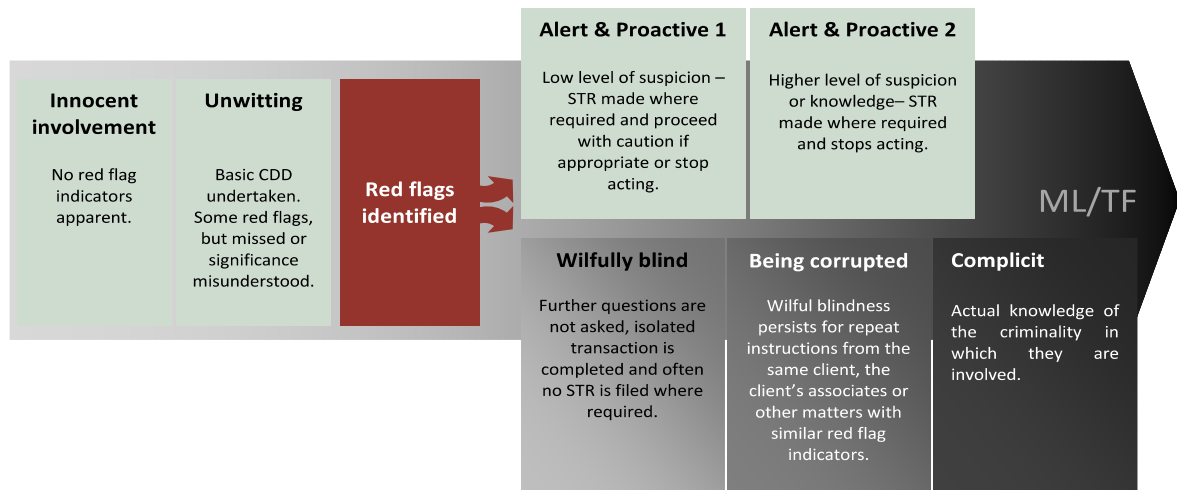 Innocent
involvement
No red flag
indicators
apparent.
Unwitting
Basic CDD
undertaken.
Some red flags,
but missed or
significance
misunderstood.
Red flags
identified
Alert & Proactive 1
Low level of suspicion –
STR made where
required and proceed
with caution if
appropriate or stop
acting.
Alert & Proactive 2
Higher level of suspicion
or knowledge– STR
made where required
and stops acting.
ML/TF
Wilfully blind
Further questions are
not asked, isolated
transaction is
completed and often
no STR is filed where
required.
Being corrupted
Wilful blindness
persists for repeat
instructions from the
same client, the
client’s associates or
other matters with
similar red flag
indicators.
Complicit
Actual knowledge of
the criminality in
which they are
involved.